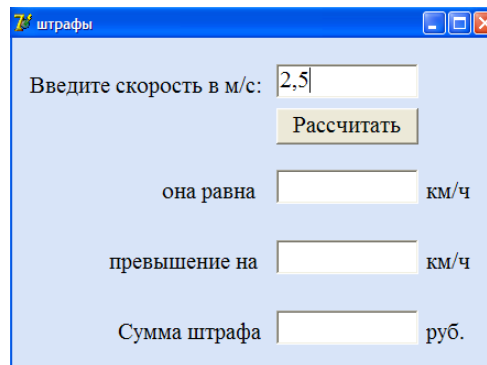 штрафы
Введите скорость в м/с: 2,5
Рассчитать
она равна км/ч
превышение на км/ч
Сумма штрафа руб.